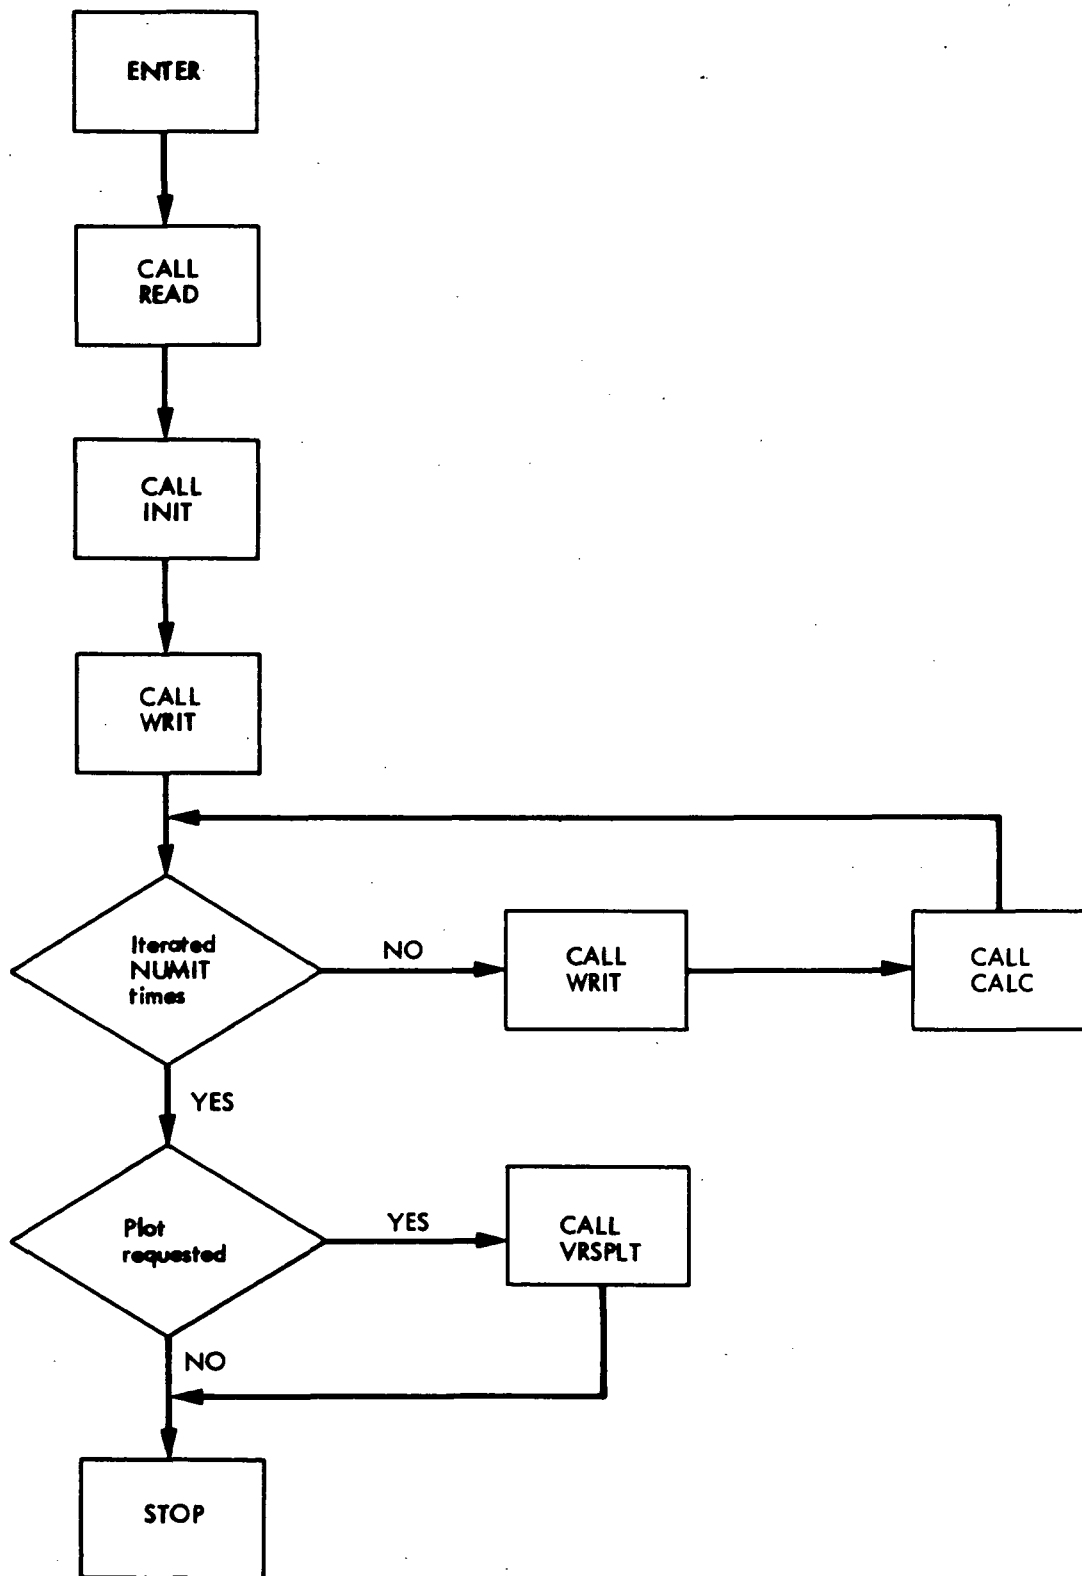 ENTER
CALL
READ
CALL
INIT
CALL
WRIT
Iterated
NUMIT
times
NO
CALL
WRIT
CALL
CALC
YES
Plot
requested
YES
CALL
VRSPLT
NO
STOP